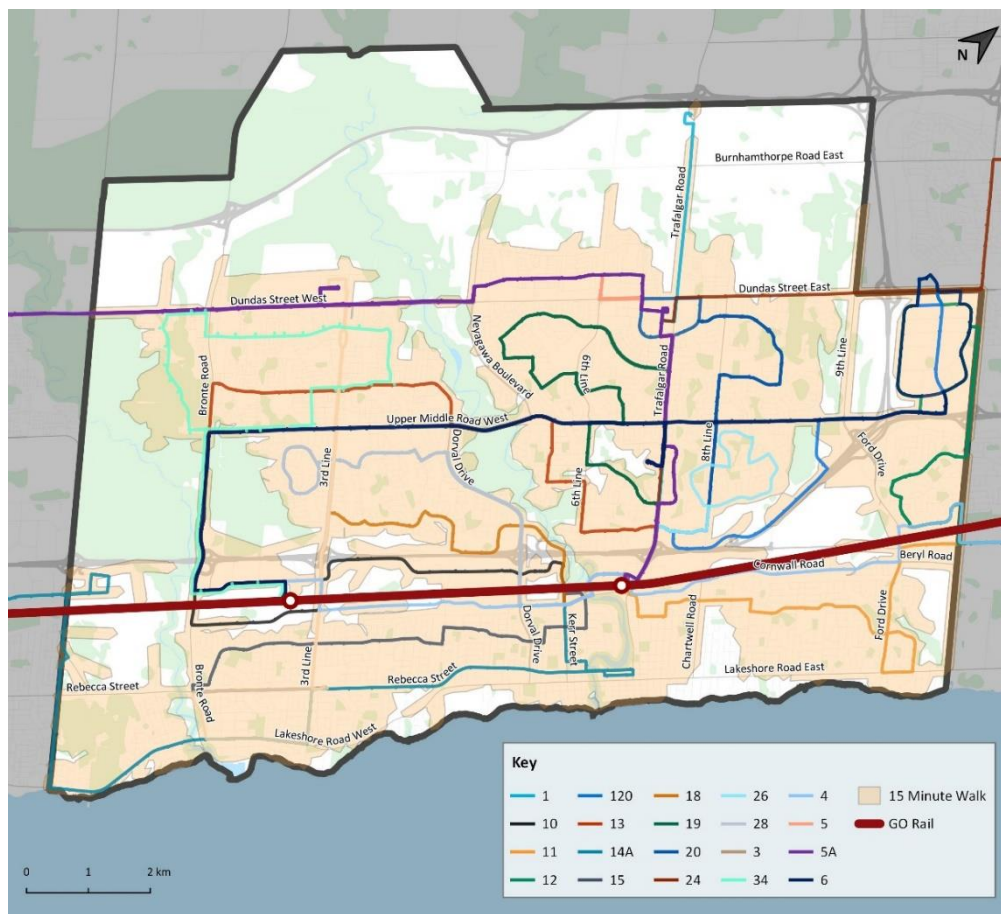 N
Burnhamthorpe Road East
Trafalgar Road
Dundas Street East
Dundas Street West
Neyagawa Boulevard
6th Line
Trafalgar Road
9th Line
Bronte Road
Upper Middle Road West
8th Line
Ford Drive
3rd Line
Dorval Drive
6th Line
Cornwall Road
Beryl Road
Dorval Drive
Kerr Street
Chartwell Road
Ford Drive
3rd Line
Rebecca Street
Bronte Road
Rebecca Street
Lakeshore Road East
Lakeshore Road West
Key
1 120 18 26 4 15 Minute Walk
10 13 19 28 5 GO Rail
11 14A 20 3 5A
12 15 24 34 6
0 1 2 km